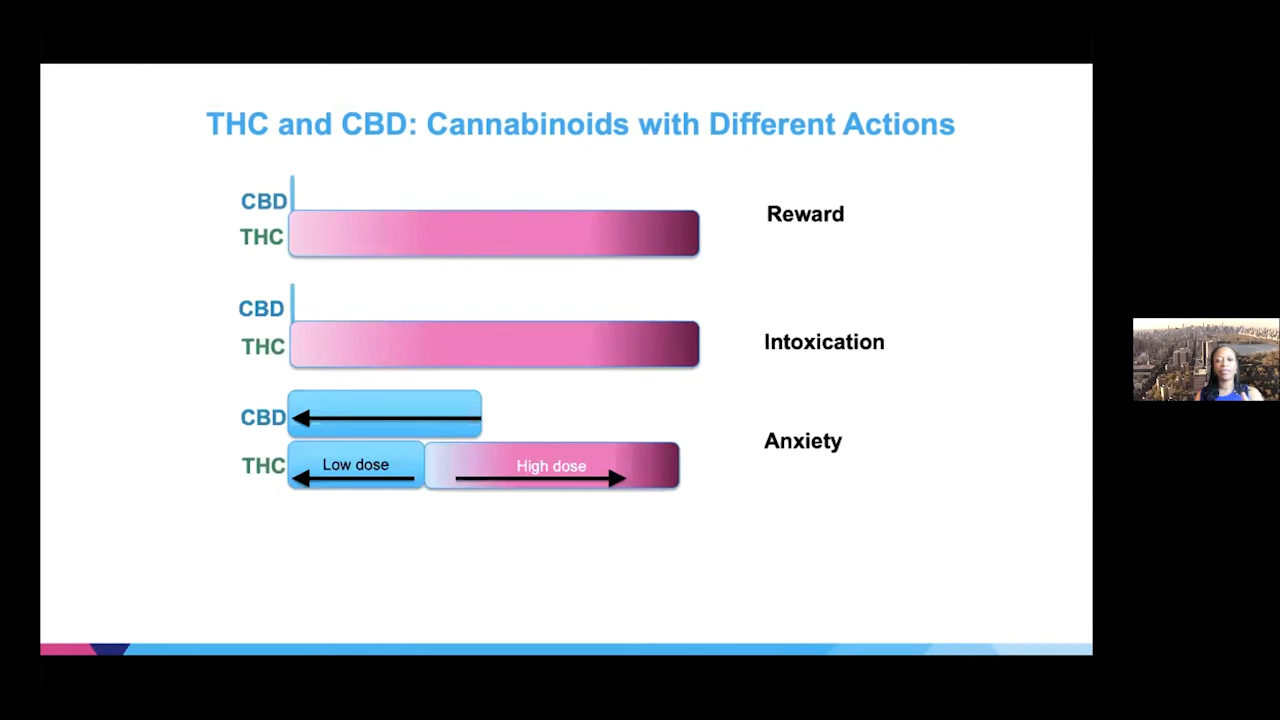 THC and CBD: Cannabinoids with Different Actions
CBD
THC
Reward
CBD
THC
Intoxication
CBD
THC
Low dose
High dose
Anxiety